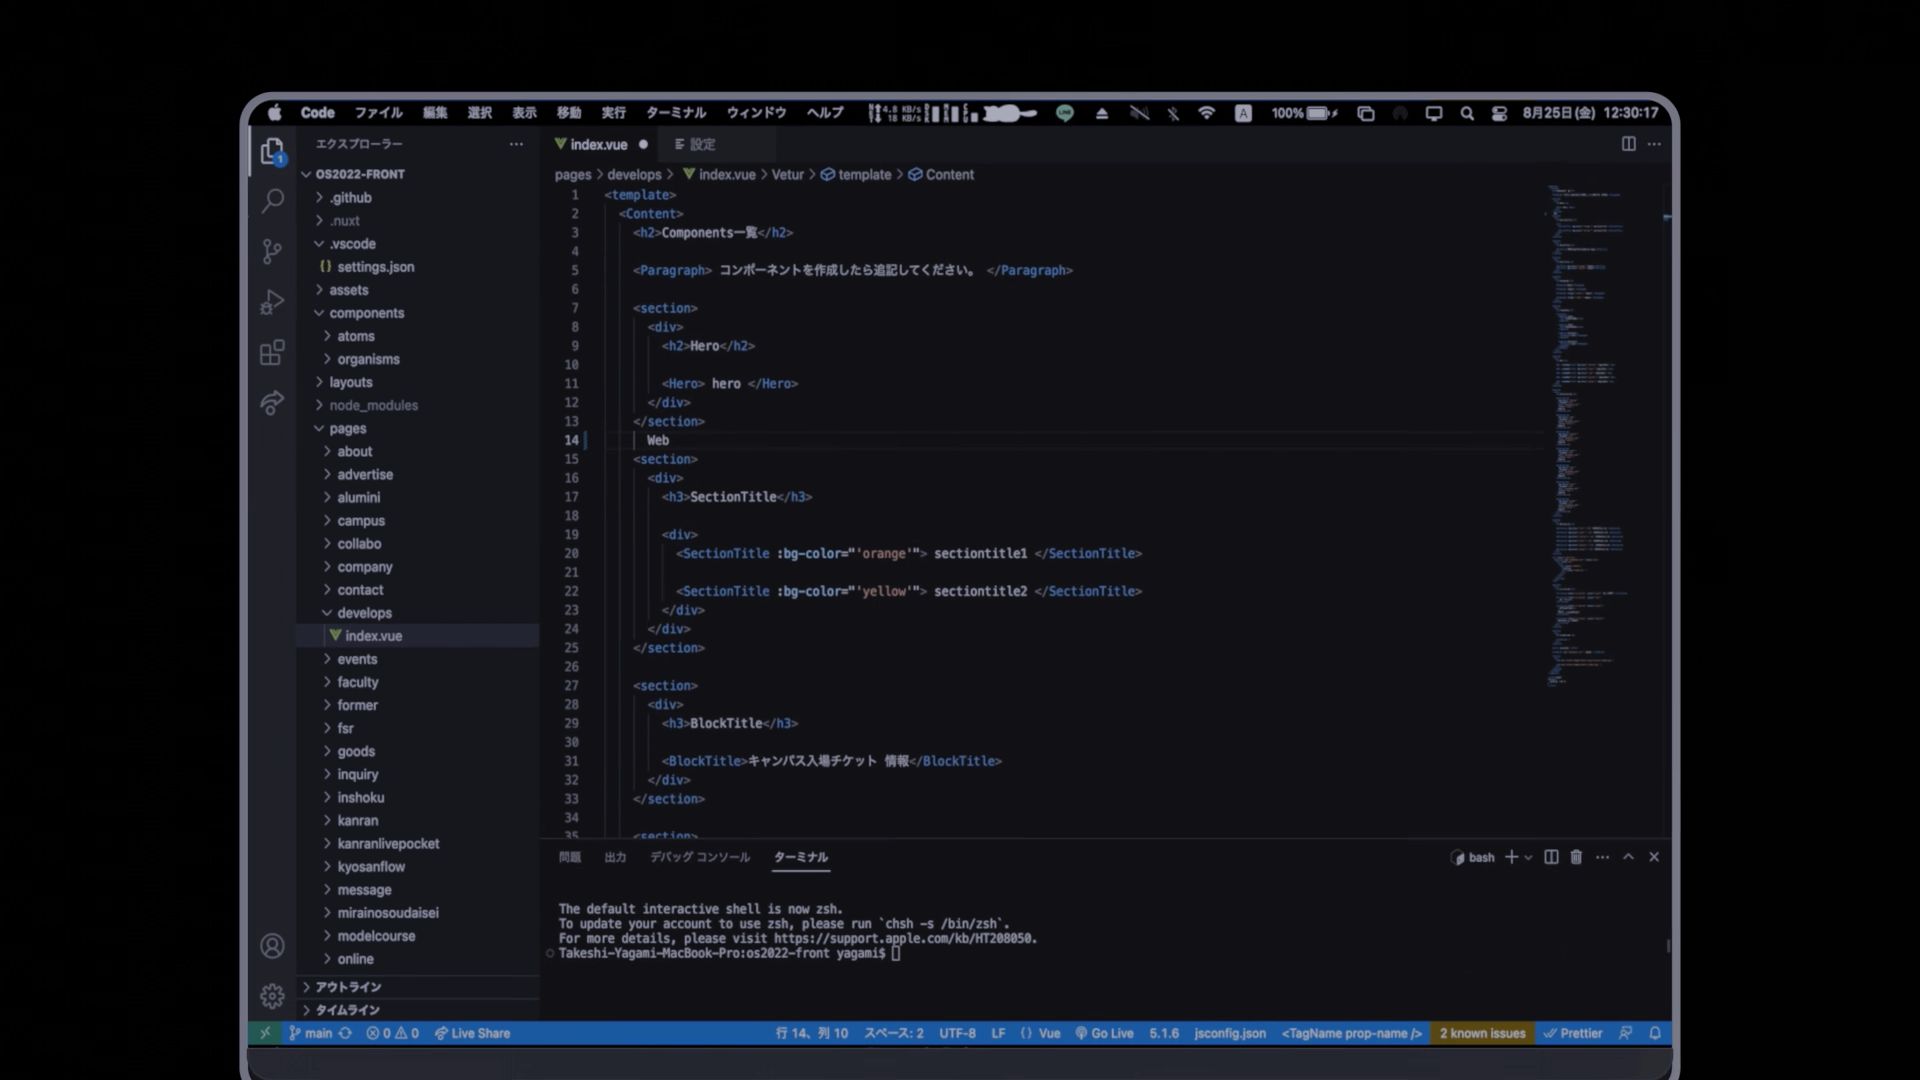 Code ファイル 編集 選択 表示 移動 実行 ターミナル ウィンドウ ヘルプ 4.8 KB/s 18 KB/s LINE A 100% 8月25日(金) 12:30:17
エクスプローラー
index.vue 設定
OS2022-FRONT
.github
.nuxt
.vscode
{} settings.json
assets
components
atoms
organisms
layouts
node_modules
pages
about
advertise
alumini
campus
collabo
company
contact
develops
index.vue
events
faculty
former
fsr
goods
inquiry
inshoku
kanran
kanranlivepocket
kyosanflow
message
mirainosoudaisei
modelcourse
online
アウトライン
タイムライン
pages > develops > index.vue > Vetur > template > Content
1 <template>
2 <Content>
3 <h2>Components一覧</h2>
4
5 <Paragraph> コンポーネントを作成したら追記してください。 </Paragraph>
6
7 <section>
8 <div>
9 <h2>Hero</h2>
10
11 <Hero> hero </Hero>
12 </div>
13 </section>
14 Web
15 <section>
16 <div>
17 <h3>SectionTitle</h3>
18
19 <div>
20 <SectionTitle :bg-color="'orange'"> sectiontitle1 </SectionTitle>
21
22 <SectionTitle :bg-color="'yellow'"> sectiontitle2 </SectionTitle>
23 </div>
24 </div>
25 </section>
26
27 <section>
28 <div>
29 <h3>BlockTitle</h3>
30
31 <BlockTitle>キャンパス入場チケット 情報</BlockTitle>
32 </div>
33 </section>
34
35 <section>
問題 出力 デバッグ コンソール ターミナル bash
The default interactive shell is now zsh.
To update your account to use zsh, please run `chsh -s /bin/zsh`.
For more details, please visit https://support.apple.com/kb/HT208050.
Takeshi-Yagami-MacBook-Pro:os2022-front yagami$
main 0 0 Live Share 行 14、列 10 スペース: 2 UTF-8 LF {} Vue Go Live 5.1.6 jsconfig.json <TagName prop-name /> 2 known issues Prettier